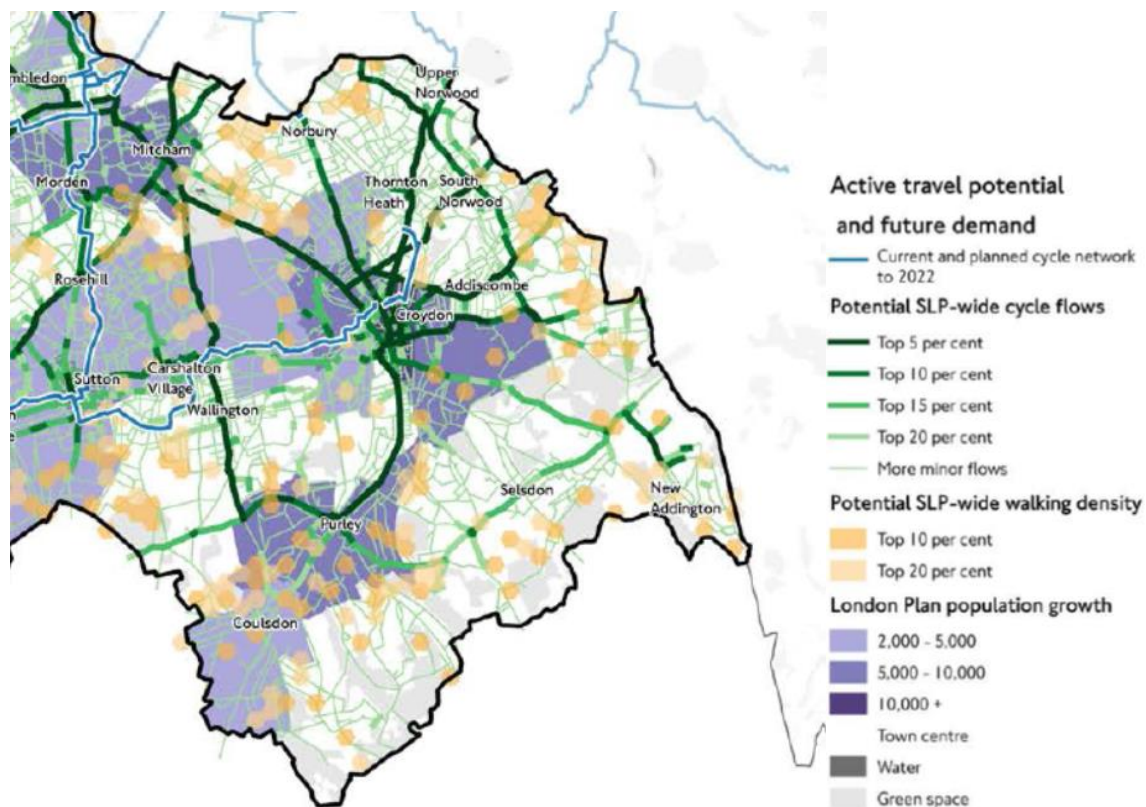 mbledon
Upper
Norwood
Norbury
Mitcham
Morden
Thornton
Heath
South
Norwood
Rosehill
Addiscombe
Croydon
Sutton
Carshalton
Village
Wallington
Selsdon
New
Addington
Purley
Coulsdon
Active travel potential
and future demand
Current and planned cycle network
to 2022
Potential SLP-wide cycle flows
Top 5 per cent
Top 10 per cent
Top 15 per cent
Top 20 per cent
More minor flows
Potential SLP-wide walking density
Top 10 per cent
Top 20 per cent
London Plan population growth
2,000 - 5,000
5,000 - 10,000
10,000 +
Town centre
Water
Green space